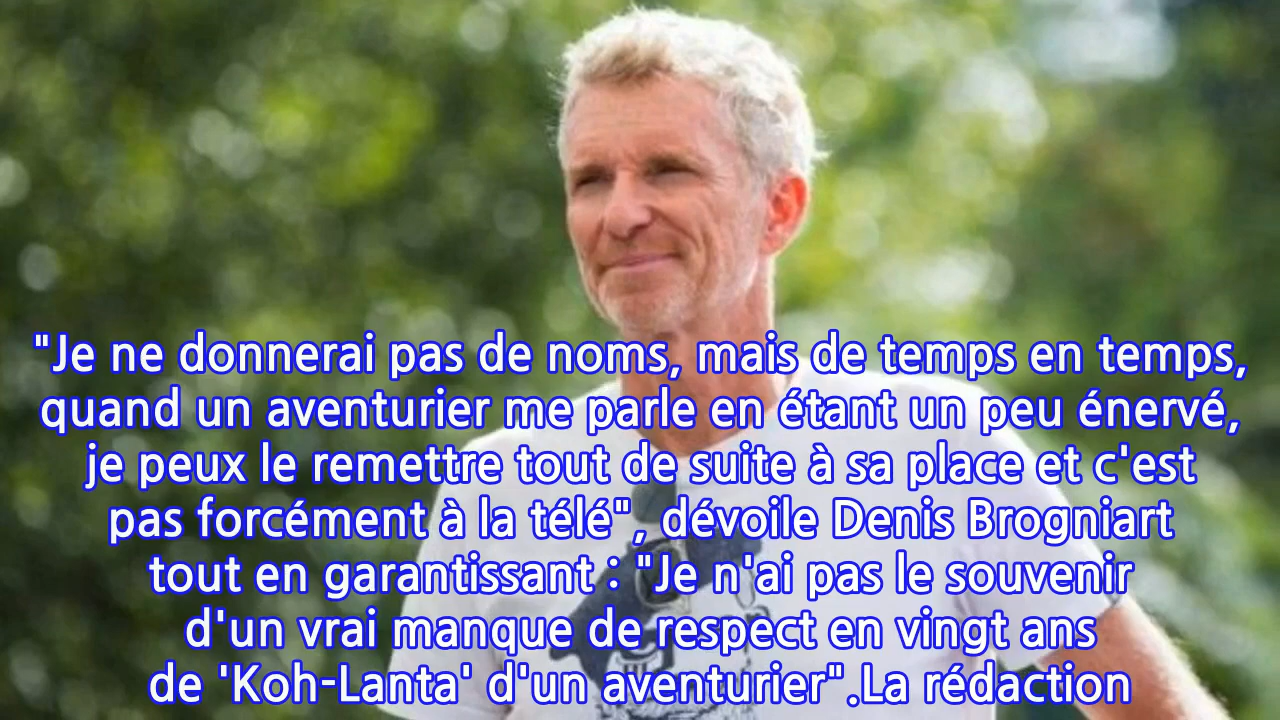 "Je ne donnerai pas de noms, mais de temps en temps,
quand un aventurier me parle en étant un peu énervé,
je peux le remettre tout de suite à sa place et c'est
pas forcément à la télé", dévoile Denis Brogniart
tout en garantissant : "Je n'ai pas le souvenir
d'un vrai manque de respect en vingt ans
de 'Koh-Lanta' d'un aventurier".La rédaction